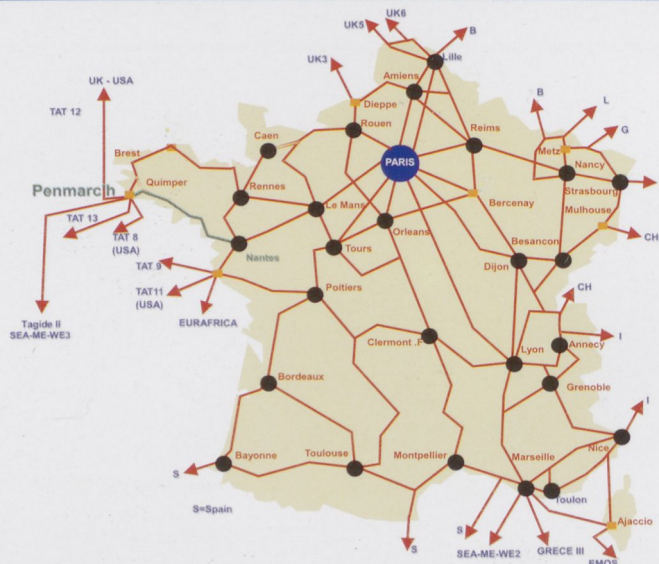 UK5
UK6
B
UK3
Lille
Amiens
UK - USA
TAT 12
Dieppe
Rouen
B
L
G
Caen
Reims
Metz
Nancy
Brest
PARIS
Strasbourg
Penmarc'h
Quimper
Rennes
Le Mans
Bercenay
Mulhouse
TAT 13
TAT 8
(USA)
Orleans
Besancon
CH
Nantes
Tours
Dijon
TAT 9
TAT11
(USA)
Poitiers
CH
Tagide II
SEA-ME-WE3
EURAFRICA
Clermont .F
Lyon
Annecy
I
Bordeaux
Grenoble
I
Bayonne
Toulouse
Montpellier
Marseille
Nice
S
S=Spain
Toulon
Ajaccio
S
S
SEA-ME-WE2
GRECE III
EMOS